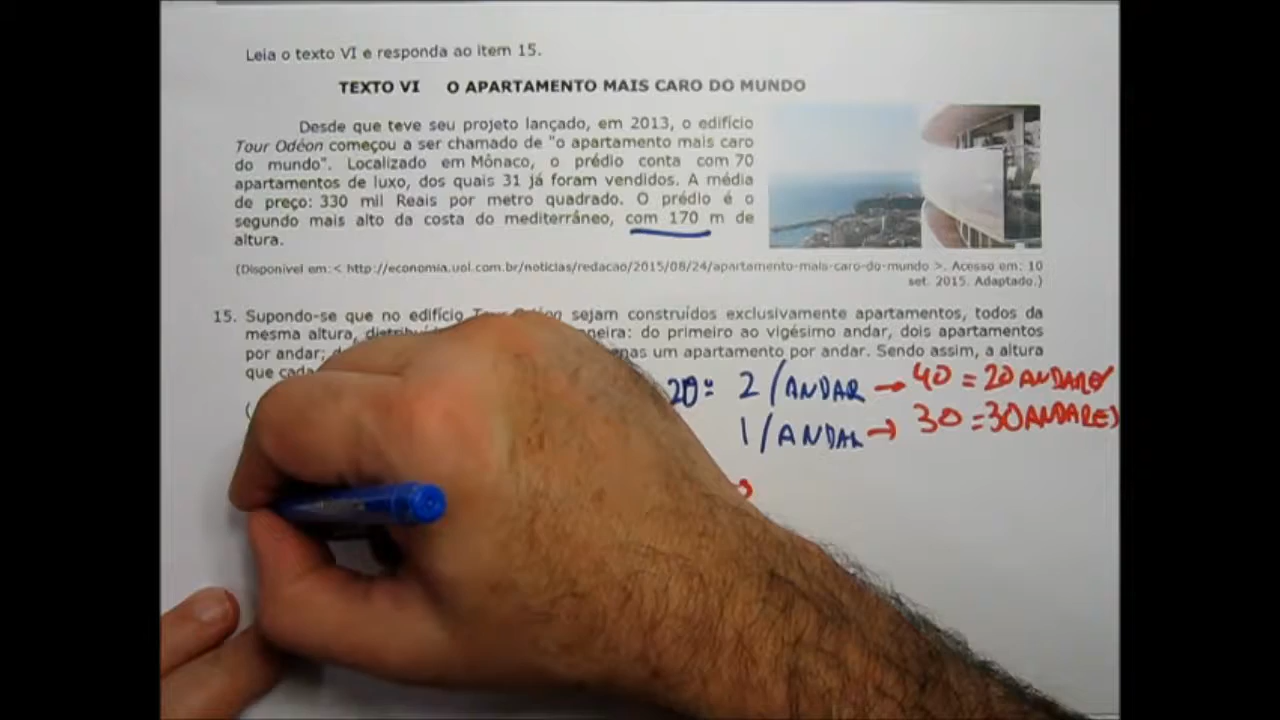 Leia o texto VI e responda ao item 15.
TEXTO VI O APARTAMENTO MAIS CARO DO MUNDO
Desde que teve seu projeto lançado, em 2013, o edifício
Tour Odéon começou a ser chamado de "o apartamento mais caro
do mundo". Localizado em Mônaco, o prédio conta com 70
apartamentos de luxo, dos quais 31 já foram vendidos. A média
de preço: 330 mil Reais por metro quadrado. O prédio é o
segundo mais alto da costa do mediterrâneo, com 170 m de
altura.
(Disponível em:< http://economia.uol.com.br/noticias/redacao/2015/08/24/apartamento-mais-caro-do-mundo >. Acesso em: 10
set. 2015. Adaptado.)
15. Supondo-se que no edifício Tour Odéon sejam construídos exclusivamente apartamentos, todos da
mesma altura, do primeiro ao vigésimo andar, dois apartamentos
por andar; um apartamento por andar. Sendo assim, a altura
que cada
20º 2 / ANDAR → 40 = 20 ANDARES
1 / ANDAR → 30 = 30 ANDARES